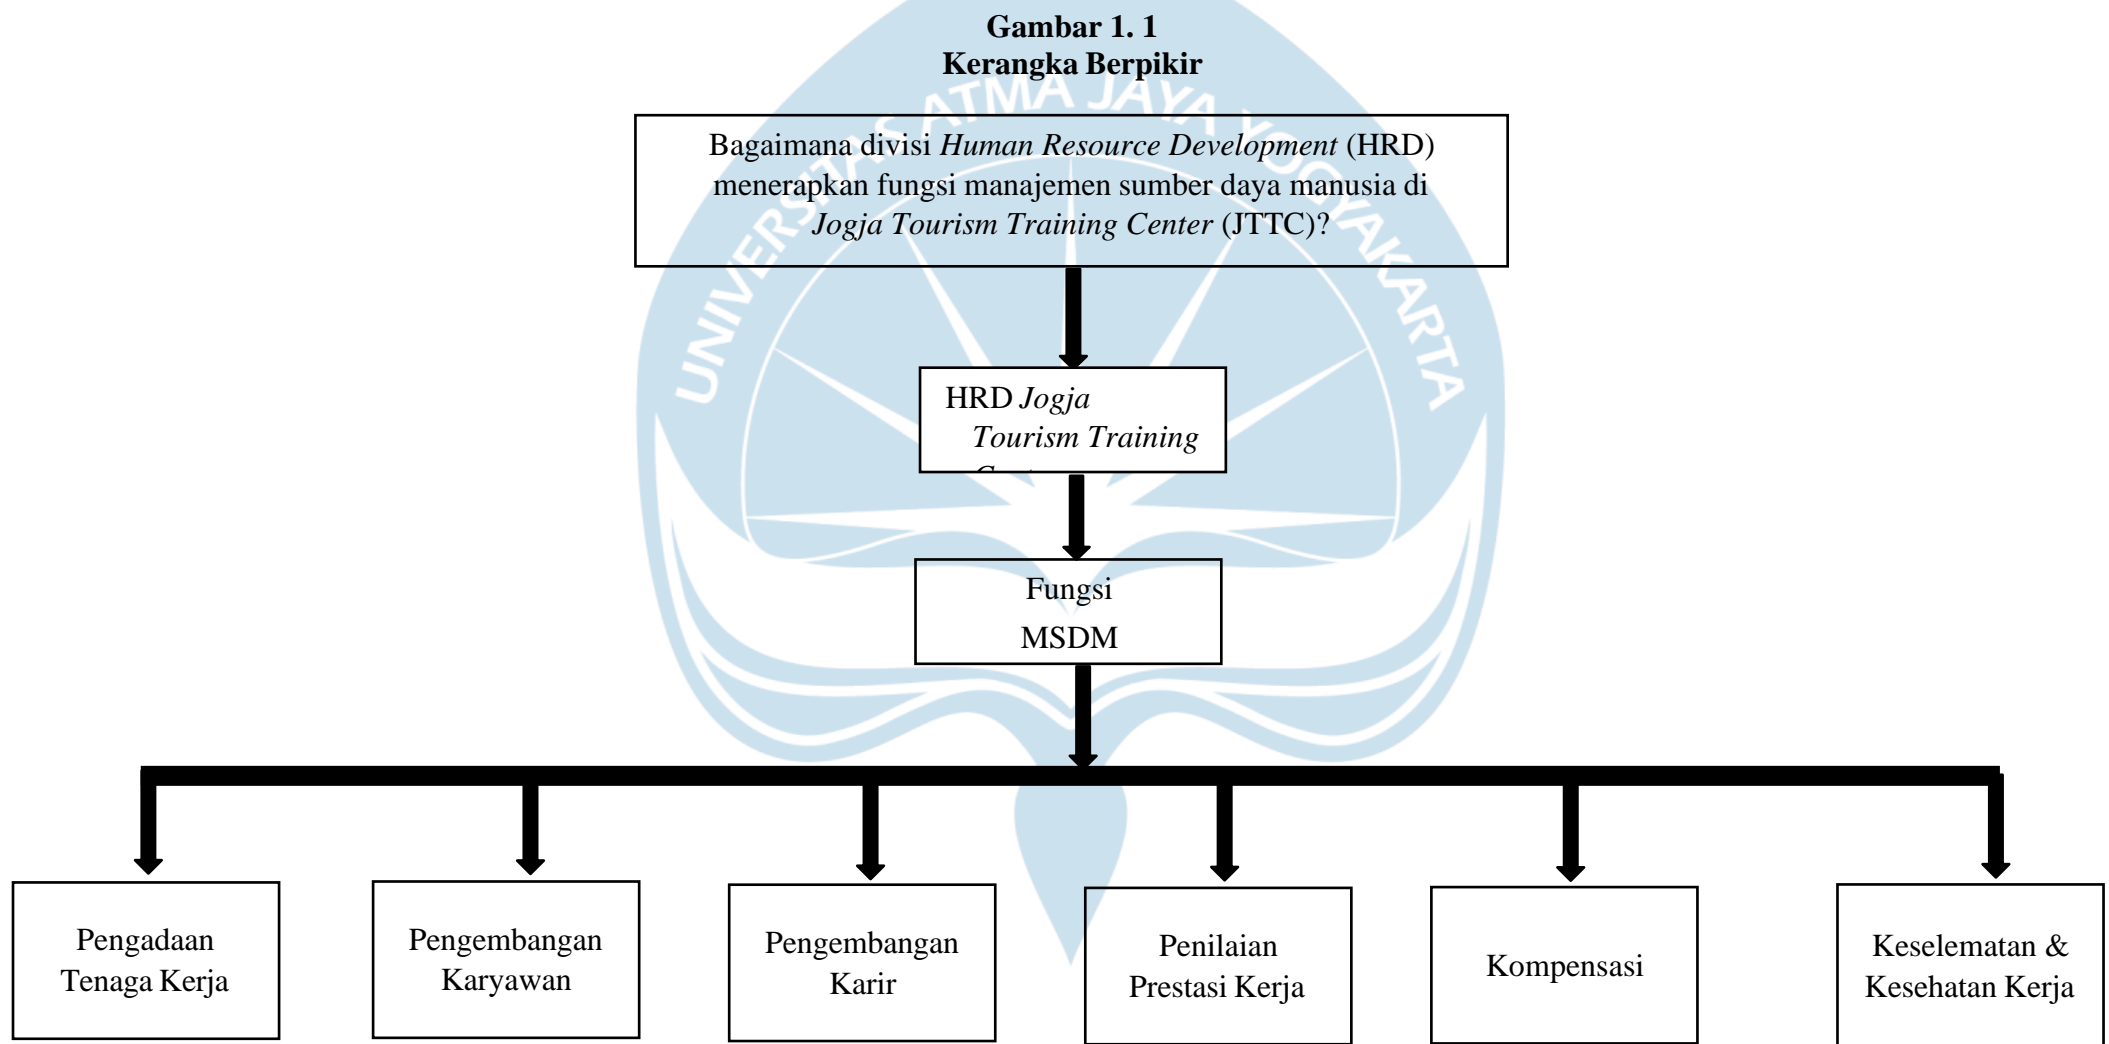 Gambar 1. 1
Kerangka Berpikir
UNIVERSITAS ATMA JAYA YOGYAKARTA
Bagaimana divisi Human Resource Development (HRD)
menerapkan fungsi manajemen sumber daya manusia di
Jogja Tourism Training Center (JTTC)?
HRD Jogja
Tourism Training
Fungsi
MSDM
Pengadaan
Tenaga Kerja
Pengembangan
Karyawan
Pengembangan
Karir
Penilaian
Prestasi Kerja
Kompensasi
Keselematan &
Kesehatan Kerja